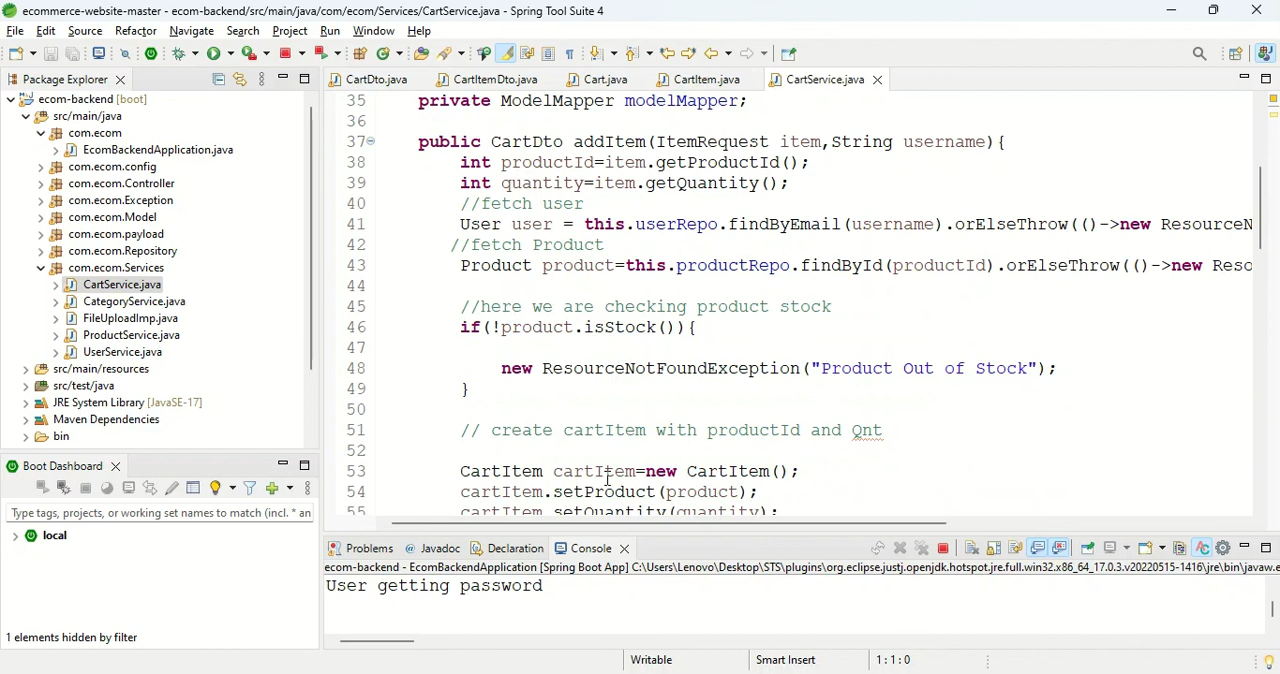 ecommerce-website-master - ecom-backend/src/main/java/com/ecom/Services/CartService.java - Spring Tool Suite 4
File Edit Source Refactor Navigate Search Project Run Window Help
Package Explorer
ecom-backend [boot]
src/main/java
com.ecom
EcomBackendApplication.java
com.ecom.config
com.ecom.Controller
com.ecom.Exception
com.ecom.Model
com.ecom.payload
com.ecom.Repository
com.ecom.Services
CartService.java
CategoryService.java
FileUploadImp.java
ProductService.java
UserService.java
src/main/resources
src/test/java
JRE System Library [JavaSE-17]
Maven Dependencies
bin
Boot Dashboard
Type tags, projects, or working set names to match (incl. * an
local
1 elements hidden by filter
CartDto.java CartItemDto.java Cart.java CartItem.java CartService.java
35 private ModelMapper modelMapper;
36
37 public CartDto addItem(ItemRequest item,String username){
38 int productId=item.getProductId();
39 int quantity=item.getQuantity();
40 //fetch user
41 User user = this.userRepo.findByEmail(username).orElseThrow(()->new ResourceN
42 //fetch Product
43 Product product=this.productRepo.findById(productId).orElseThrow(()->new Reso
44
45 //here we are checking product stock
46 if(!product.isStock()){
47
48 new ResourceNotFoundException("Product Out of Stock");
49 }
50
51 // create cartItem with productId and Qnt
52
53 CartItem cartItem=new CartItem();
54 cartItem.setProduct(product);
55 cartItem.setQuantity(quantity);
Problems Javadoc Declaration Console
ecom-backend - EcomBackendApplication [Spring Boot App] C:\Users\Lenovo\Desktop\STS\plugins\org.eclipse.justj.openjdk.hotspot.jre.full.win32.x86_64_17.0.3.v20220515-1416\jre\bin\javaw.e
User getting password
Writable Smart Insert 1 : 1 : 0